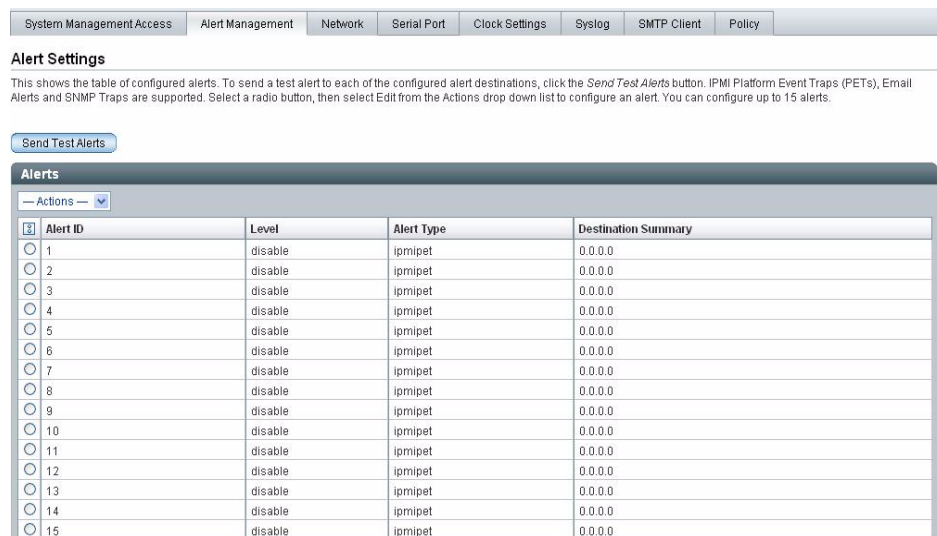 System Management Access Alert Management Network Serial Port Clock Settings Syslog SMTP Client Policy
Alert Settings
This shows the table of configured alerts. To send a test alert to each of the configured alert destinations, click the Send Test Alerts button. IPMI Platform Event Traps (PETs), Email
Alerts and SNMP Traps are supported. Select a radio button, then select Edit from the Actions drop down list to configure an alert. You can configure up to 15 alerts.
Send Test Alerts
Alerts
— Actions —
Alert ID Level Alert Type Destination Summary
1 disable ipmipet 0.0.0.0
2 disable ipmipet 0.0.0.0
3 disable ipmipet 0.0.0.0
4 disable ipmipet 0.0.0.0
5 disable ipmipet 0.0.0.0
6 disable ipmipet 0.0.0.0
7 disable ipmipet 0.0.0.0
8 disable ipmipet 0.0.0.0
9 disable ipmipet 0.0.0.0
10 disable ipmipet 0.0.0.0
11 disable ipmipet 0.0.0.0
12 disable ipmipet 0.0.0.0
13 disable ipmipet 0.0.0.0
14 disable ipmipet 0.0.0.0
15 disable ipmipet 0.0.0.0